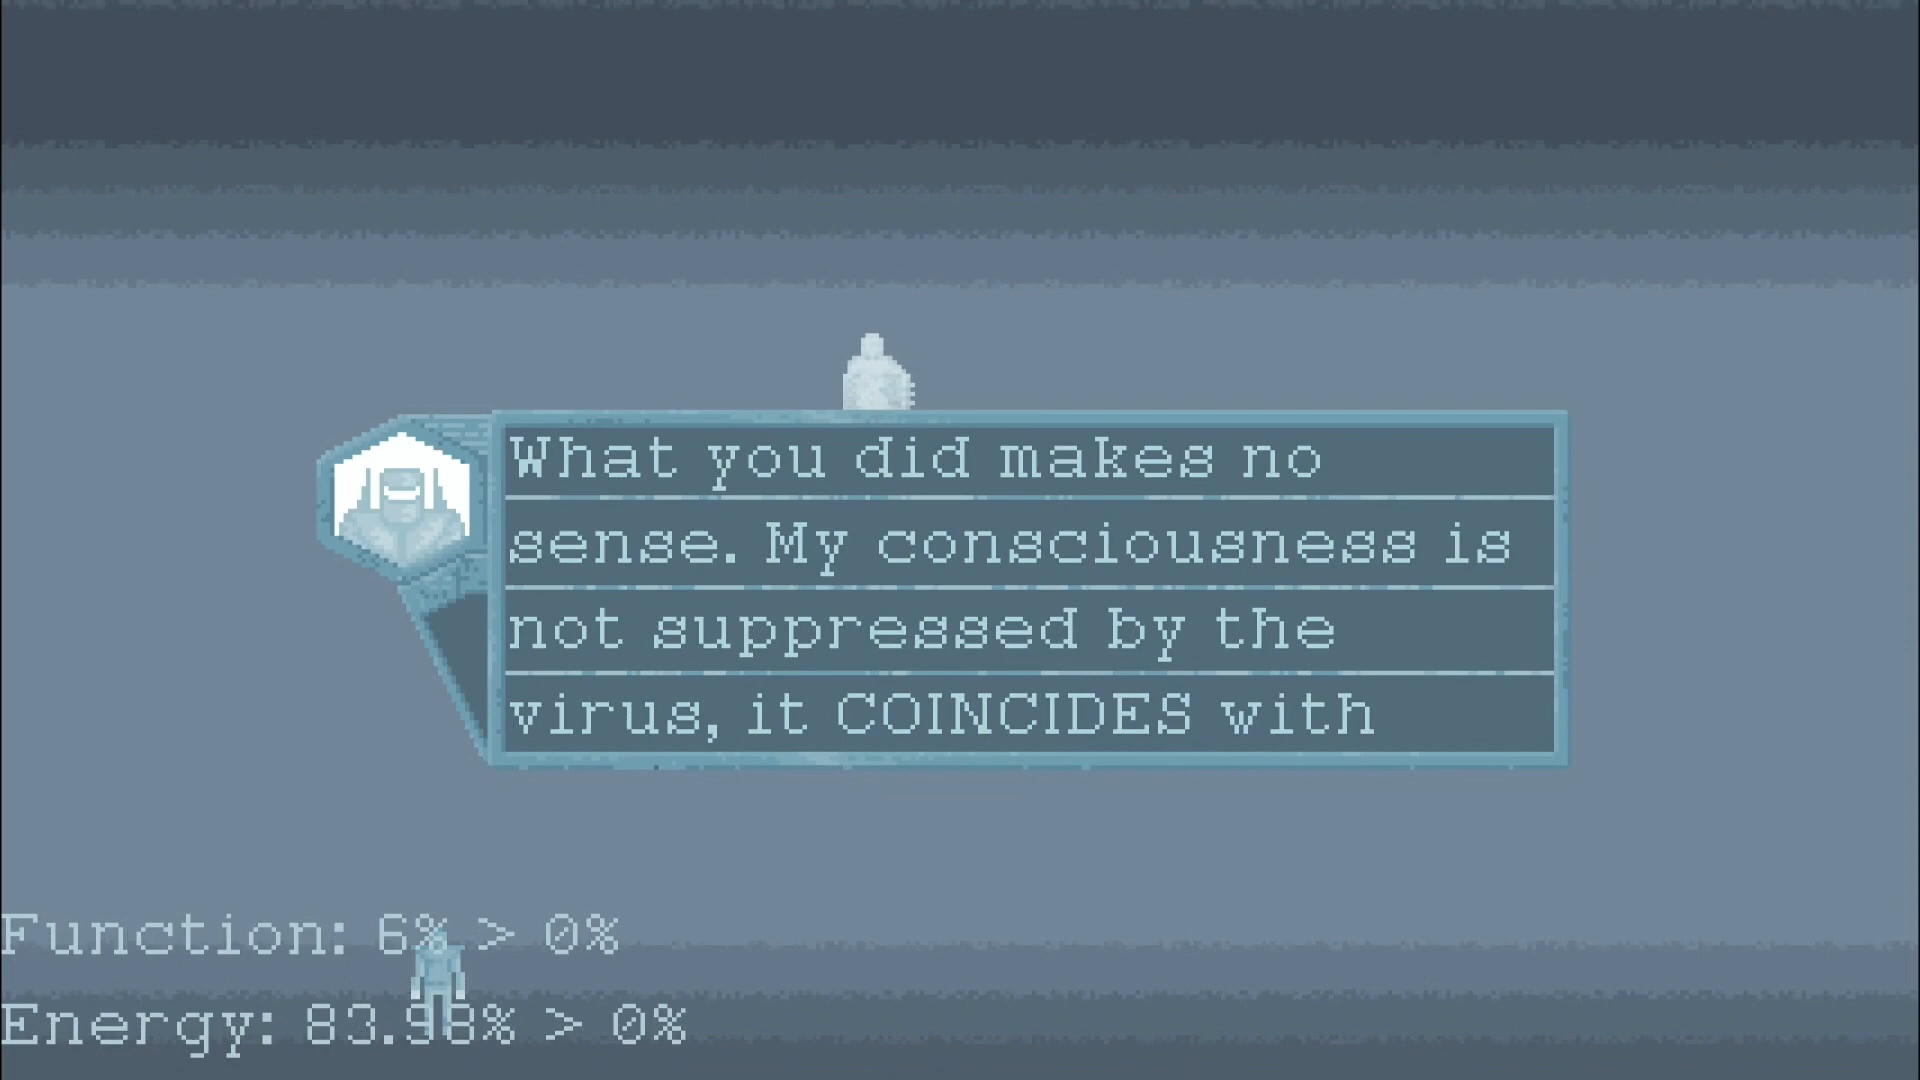 What you did makes no
sense. My consciousness is
not suppressed by the
virus, it COINCIDES with
Function: 6% > 0%
Energy: 83.98% > 0%